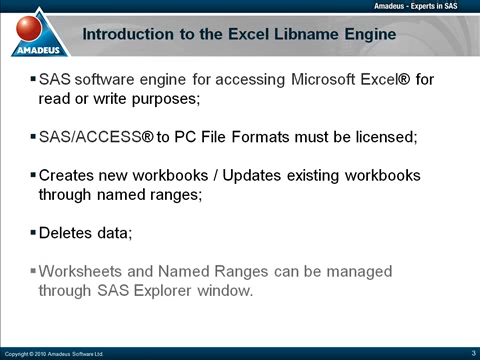 Amadeus - Experts in SAS
AMADEUS
Introduction to the Excel Libname Engine
▪SAS software engine for accessing Microsoft Excel® for
read or write purposes;
▪SAS/ACCESS® to PC File Formats must be licensed;
▪Creates new workbooks / Updates existing workbooks
through named ranges;
▪Deletes data;
▪Worksheets and Named Ranges can be managed
through SAS Explorer window.
Copyright © 2010 Amadeus Software Ltd.
3